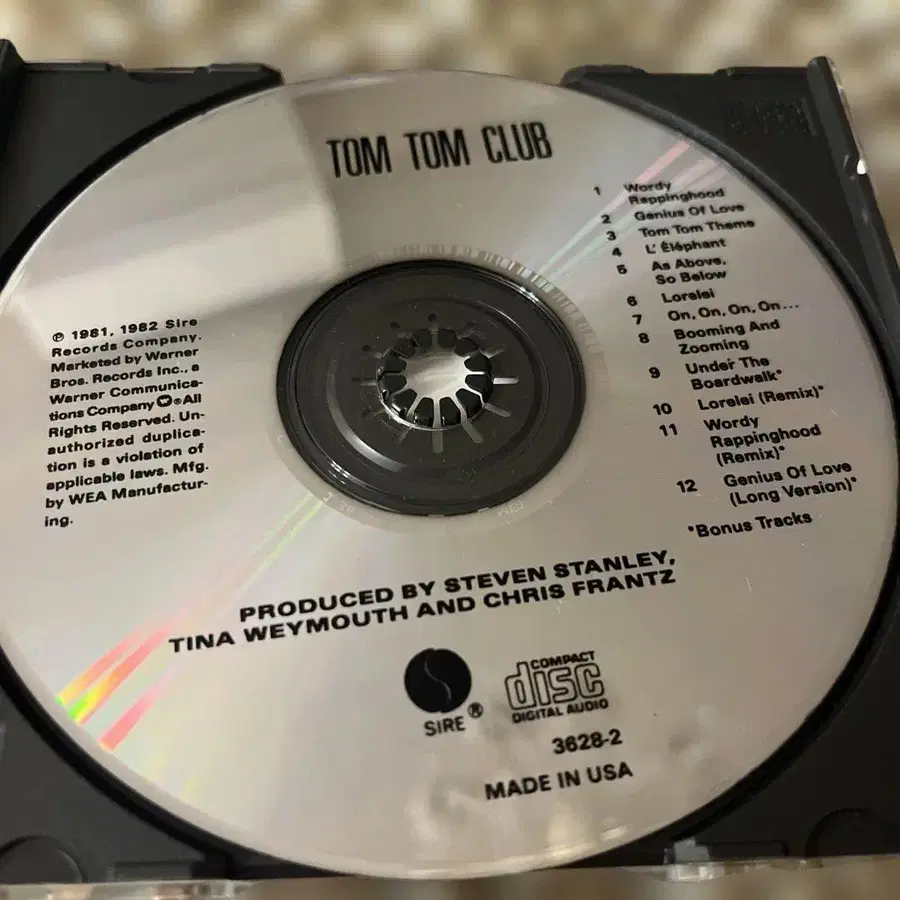 TOM TOM CLUB
1 Wordy
Rappinghood
2 Genius Of Love
3 Tom Tom Theme
4 L' Éléphant
5 As Above,
So Below
6 Lorelei
7 On, On, On, On...
8 Booming And
Zooming
9 Under The
Boardwalk*
10 Lorelei (Remix)*
11 Wordy
Rappinghood
(Remix)*
12 Genius Of Love
(Long Version)*
*Bonus Tracks
℗ 1981, 1982 Sire
Records Company.
Marketed by Warner
Bros. Records Inc., a
Warner Communica-
tions Company ®All
Rights Reserved. Un-
authorized duplica-
tion is a violation of
applicable laws. Mfg.
by WEA Manufactur-
ing.
PRODUCED BY STEVEN STANLEY,
TINA WEYMOUTH AND CHRIS FRANTZ
SIRE®
COMPACT
disc
DIGITAL AUDIO
3628-2
MADE IN USA